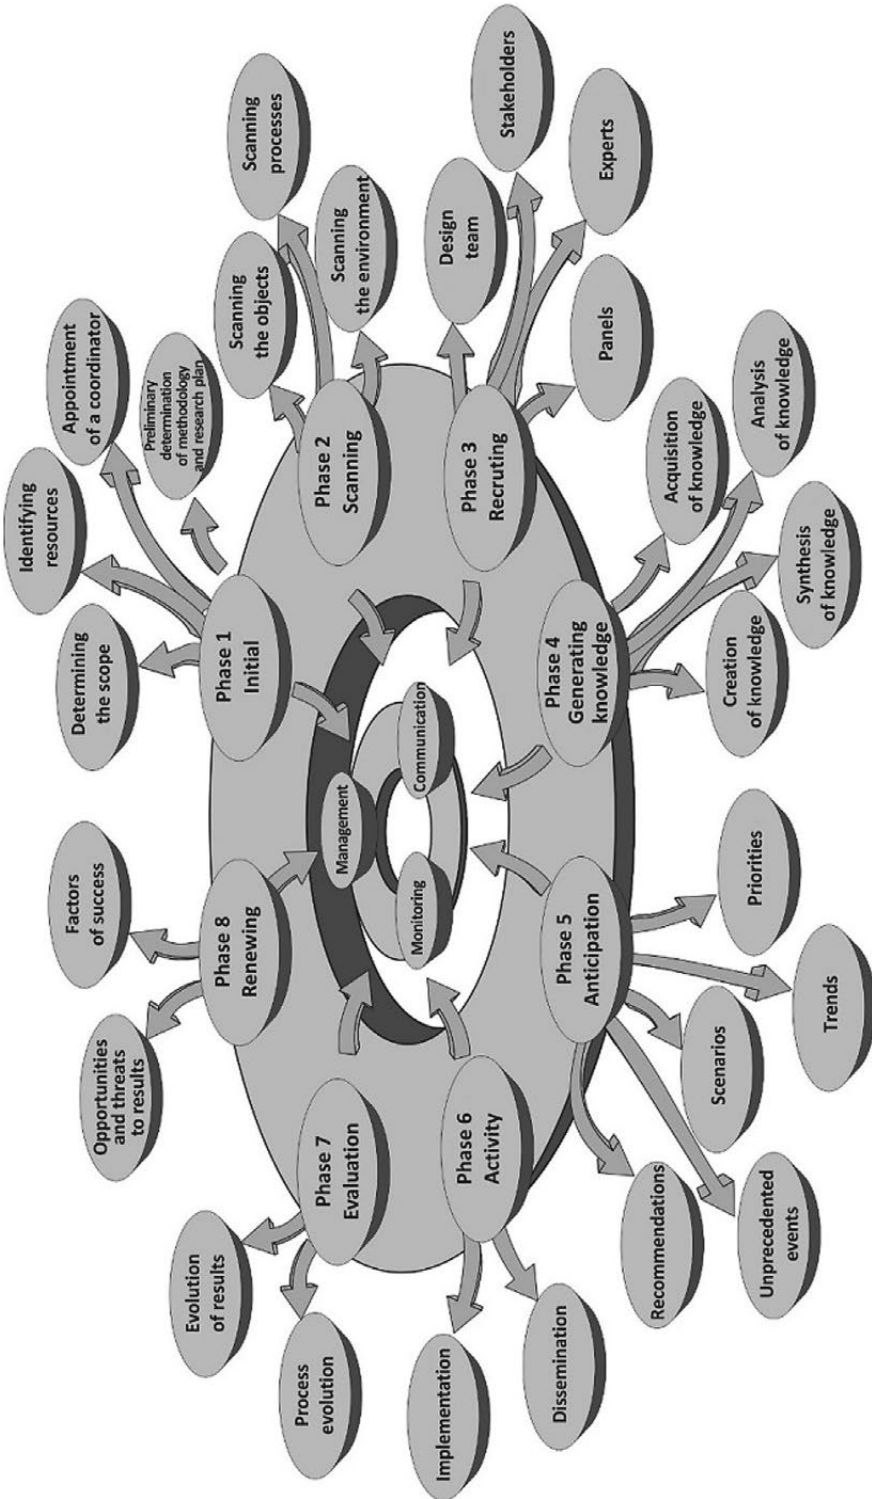 Phase 1
Initial
Determining
the scope
Identifying
resources
Appointment
of a coordinator
Preliminary
determination
of methodology
and research plan
Phase 2
Scanning
Scanning
the objects
Scanning
processes
Scanning
the environment
Phase 3
Recruting
Design
team
Stakeholders
Experts
Panels
Phase 4
Generating
knowledge
Acquisition
of knowledge
Analysis
of knowledge
Synthesis
of knowledge
Creation
of knowledge
Phase 5
Anticipation
Priorities
Trends
Scenarios
Unprecedented
events
Recommendations
Phase 6
Activity
Dissemination
Implementation
Phase 7
Evaluation
Process
evolution
Evolution
of results
Phase 8
Renewing
Opportunities
and threats
to results
Factors
of success
Management
Communication
Monitoring